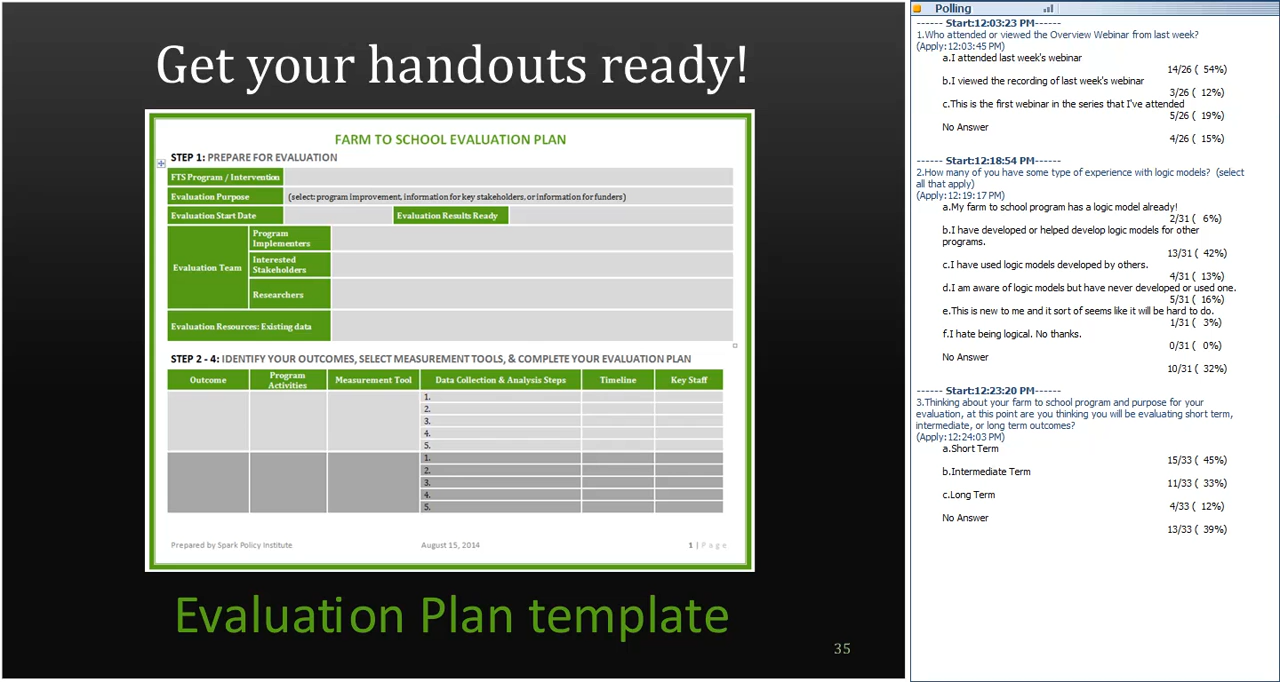 Get your handouts ready!
FARM TO SCHOOL EVALUATION PLAN
STEP 1: PREPARE FOR EVALUATION
FTS Program / Intervention
Evaluation Purpose (select: program improvement, information for key stakeholders, or information for funders)
Evaluation Start Date Evaluation Results Ready
Evaluation Team
Program
Implementers
Interested
Stakeholders
Researchers
Evaluation Resources: Existing data
STEP 2 - 4: IDENTIFY YOUR OUTCOMES, SELECT MEASUREMENT TOOLS, & COMPLETE YOUR EVALUATION PLAN
Outcome Program Activities Measurement Tool Data Collection & Analysis Steps Timeline Key Staff
1.
2.
3.
4.
5.
1.
2.
3.
4.
5.
Prepared by Spark Policy Institute August 15, 2014 1 | Page
Evaluation Plan template
35
Polling
------ Start:12:03:23 PM------
1.Who attended or viewed the Overview Webinar from last week?
(Apply:12:03:45 PM)
a.I attended last week's webinar
14/26 ( 54%)
b.I viewed the recording of last week's webinar
3/26 ( 12%)
c.This is the first webinar in the series that I've attended
5/26 ( 19%)
No Answer
4/26 ( 15%)
------ Start:12:18:54 PM------
2.How many of you have some type of experience with logic models? (select
all that apply)
(Apply:12:19:17 PM)
a.My farm to school program has a logic model already!
2/31 ( 6%)
b.I have developed or helped develop logic models for other
programs.
13/31 ( 42%)
c.I have used logic models developed by others.
4/31 ( 13%)
d.I am aware of logic models but have never developed or used one.
5/31 ( 16%)
e.This is new to me and it sort of seems like it will be hard to do.
1/31 ( 3%)
f.I hate being logical. No thanks.
0/31 ( 0%)
No Answer
10/31 ( 32%)
------ Start:12:23:20 PM------
3.Thinking about your farm to school program and purpose for your
evaluation, at this point are you thinking you will be evaluating short term,
intermediate, or long term outcomes?
(Apply:12:24:03 PM)
a.Short Term
15/33 ( 45%)
b.Intermediate Term
11/33 ( 33%)
c.Long Term
4/33 ( 12%)
No Answer
13/33 ( 39%)